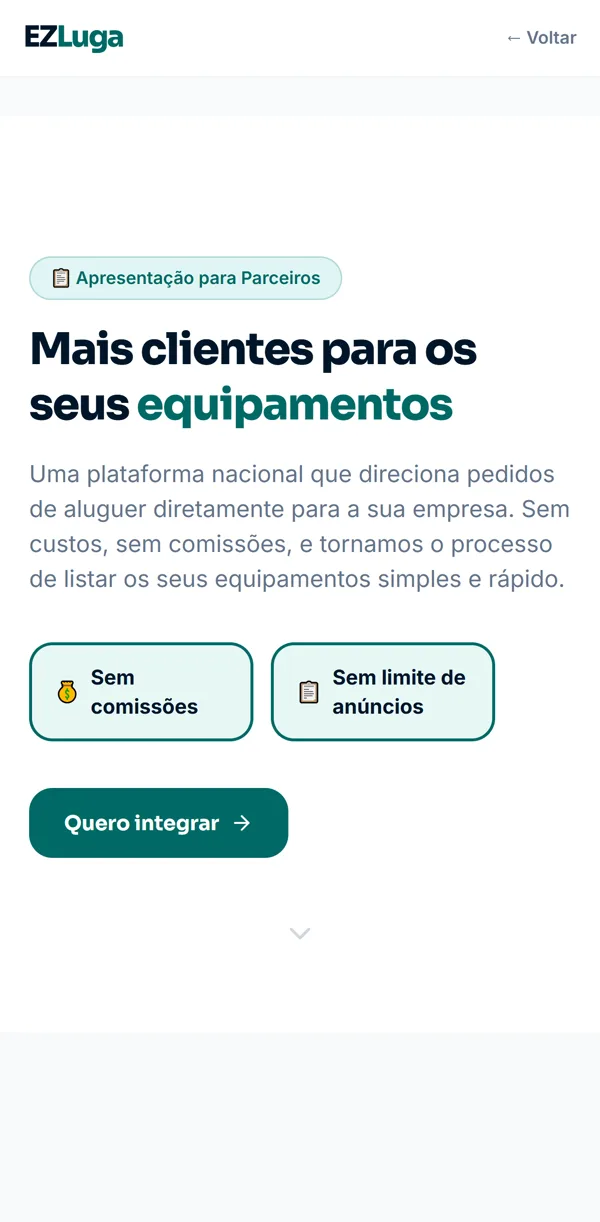 EZLuga
← Voltar
Apresentação para Parceiros
Mais clientes para os
seus equipamentos
Uma plataforma nacional que direciona pedidos
de aluguer diretamente para a sua empresa. Sem
custos, sem comissões, e tornamos o processo
de listar os seus equipamentos simples e rápido.
Sem
comissões
Sem limite de
anúncios
Quero integrar →